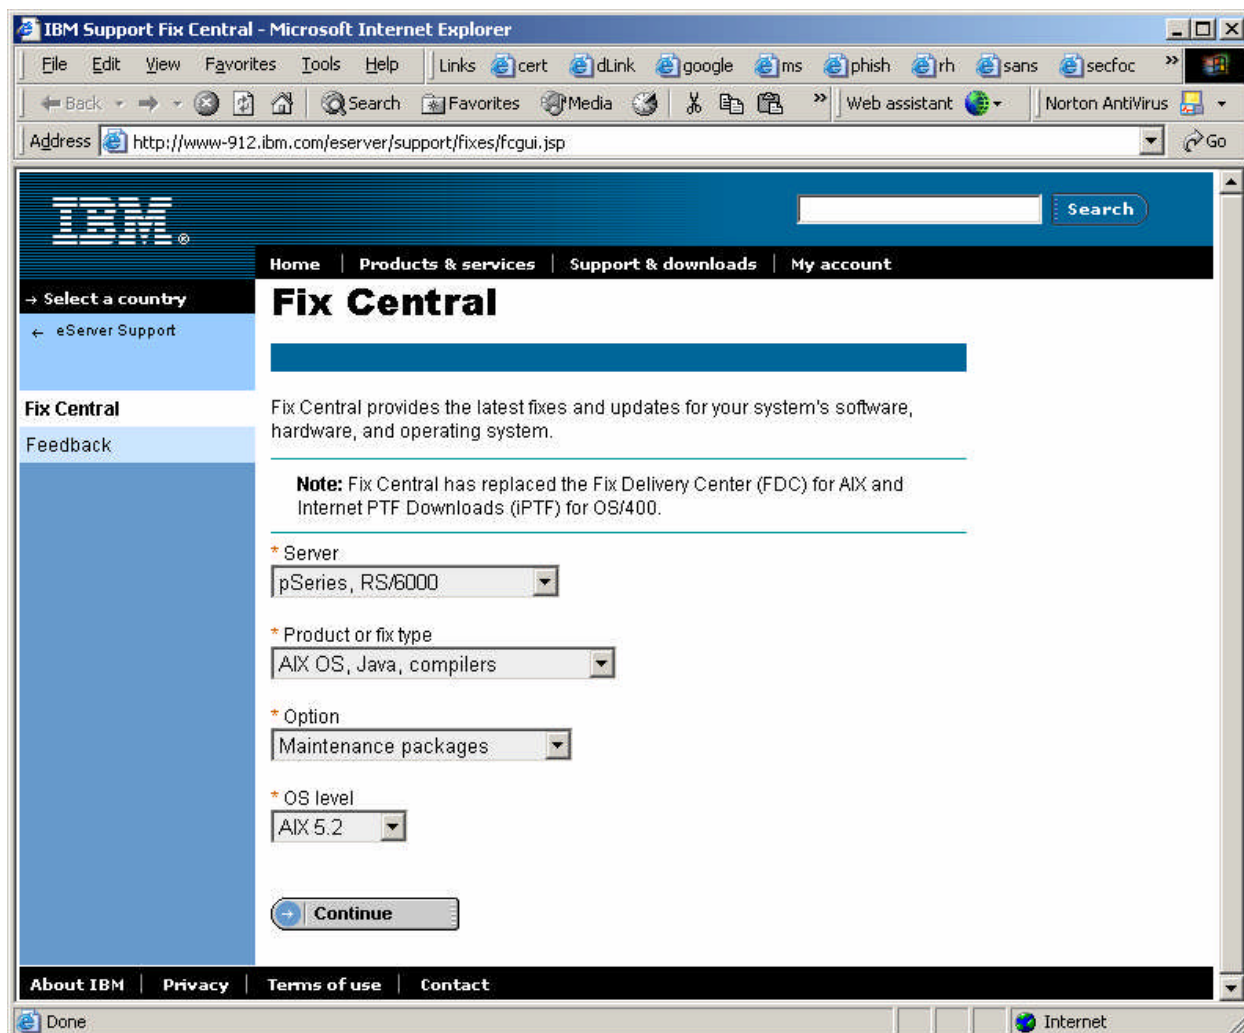 IBM Support Fix Central - Microsoft Internet Explorer
File Edit View Favorites Tools Help Links cert dLink google ms phish rh sans secfoc »
Back Search Favorites Media » Web assistant Norton AntiVirus
Address http://www-912.ibm.com/eserver/support/fixes/fcgui.jsp Go
IBM® Search
Home | Products & services | Support & downloads | My account
→ Select a country
← eServer Support
Fix Central
Fix Central
Feedback
Fix Central provides the latest fixes and updates for your system's software,
hardware, and operating system.
Note: Fix Central has replaced the Fix Delivery Center (FDC) for AIX and
Internet PTF Downloads (iPTF) for OS/400.
* Server
pSeries, RS/6000
* Product or fix type
AIX OS, Java, compilers
* Option
Maintenance packages
* OS level
AIX 5.2
Continue
About IBM | Privacy | Terms of use | Contact
Done Internet